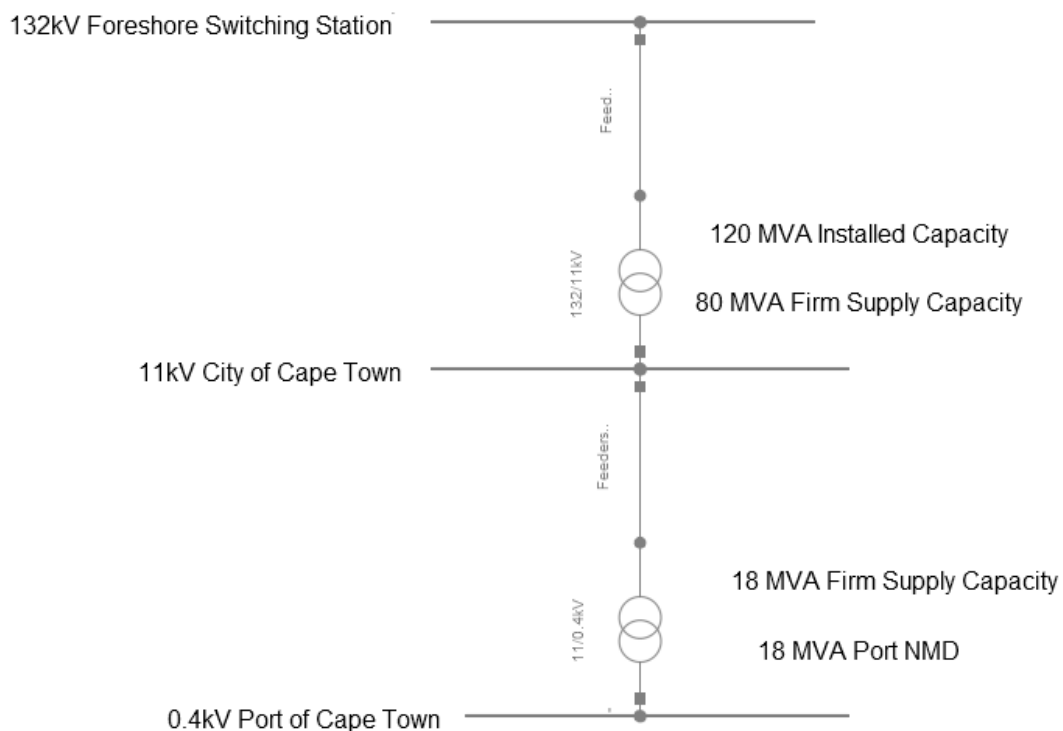 132kV Foreshore Switching Station
Feed..
120 MVA Installed Capacity
132/11kV
80 MVA Firm Supply Capacity
11kV City of Cape Town
Feeders..
18 MVA Firm Supply Capacity
11/0.4kV
18 MVA Port NMD
0.4kV Port of Cape Town